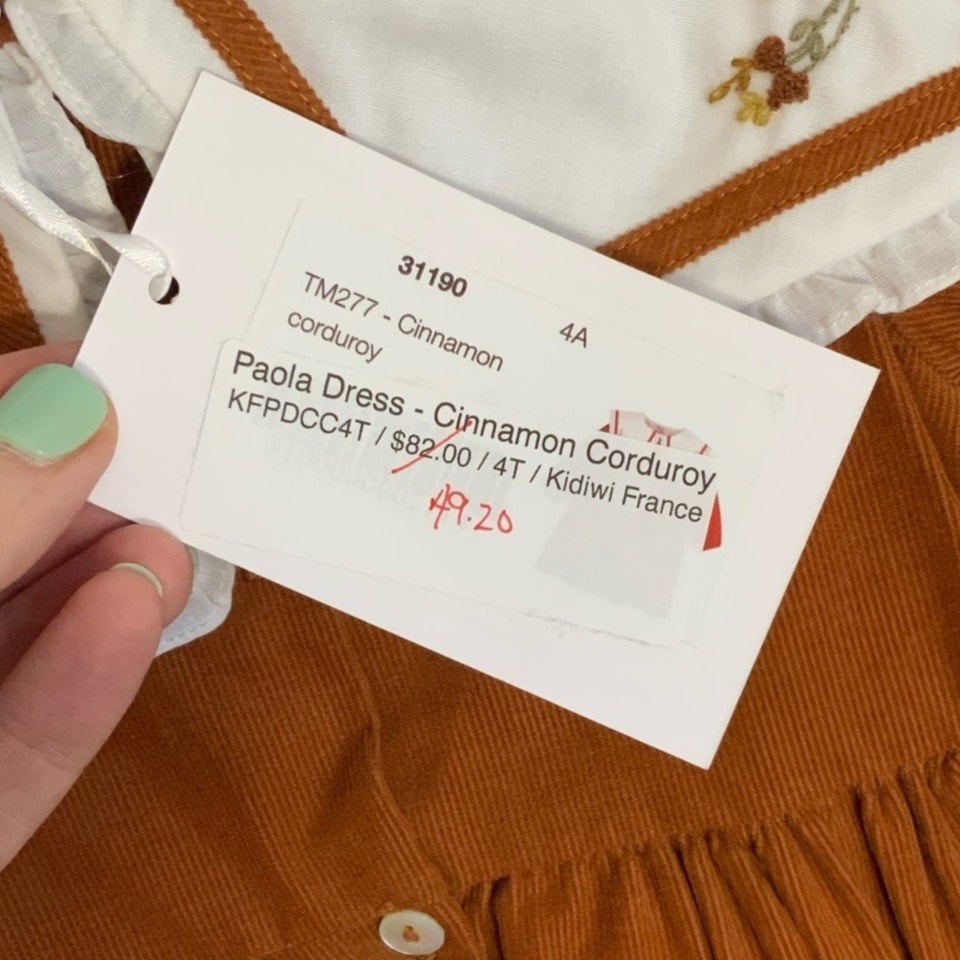 31190
TM277 - Cinnamon
corduroy
4A
Paola Dress - Cinnamon Corduroy
KFPDCC4T / $82.00 / 4T / Kidiwi France
49.20